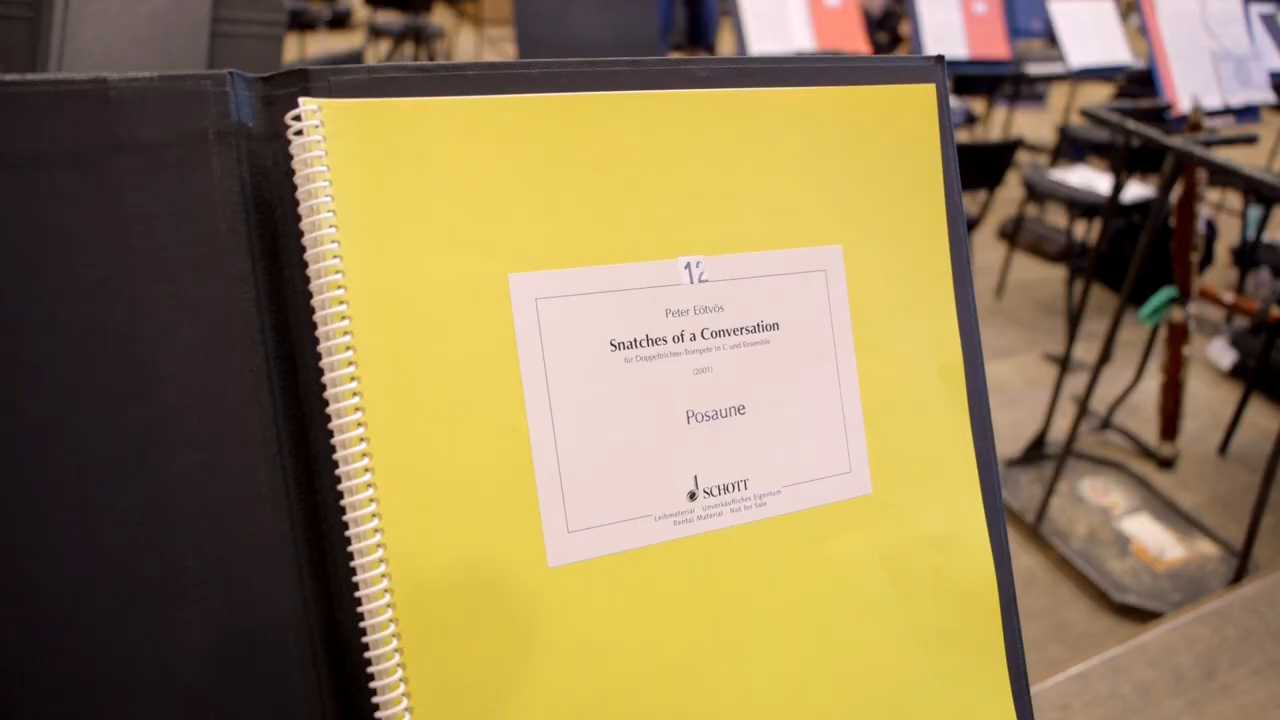 12
Peter Eötvös
Snatches of a Conversation
für Doppeltrichter-Trompete in C und Ensemble
(2001)
Posaune
SCHOTT
Leihmaterial Unverkäufliches Eigentum
Rental Material Not for Sale